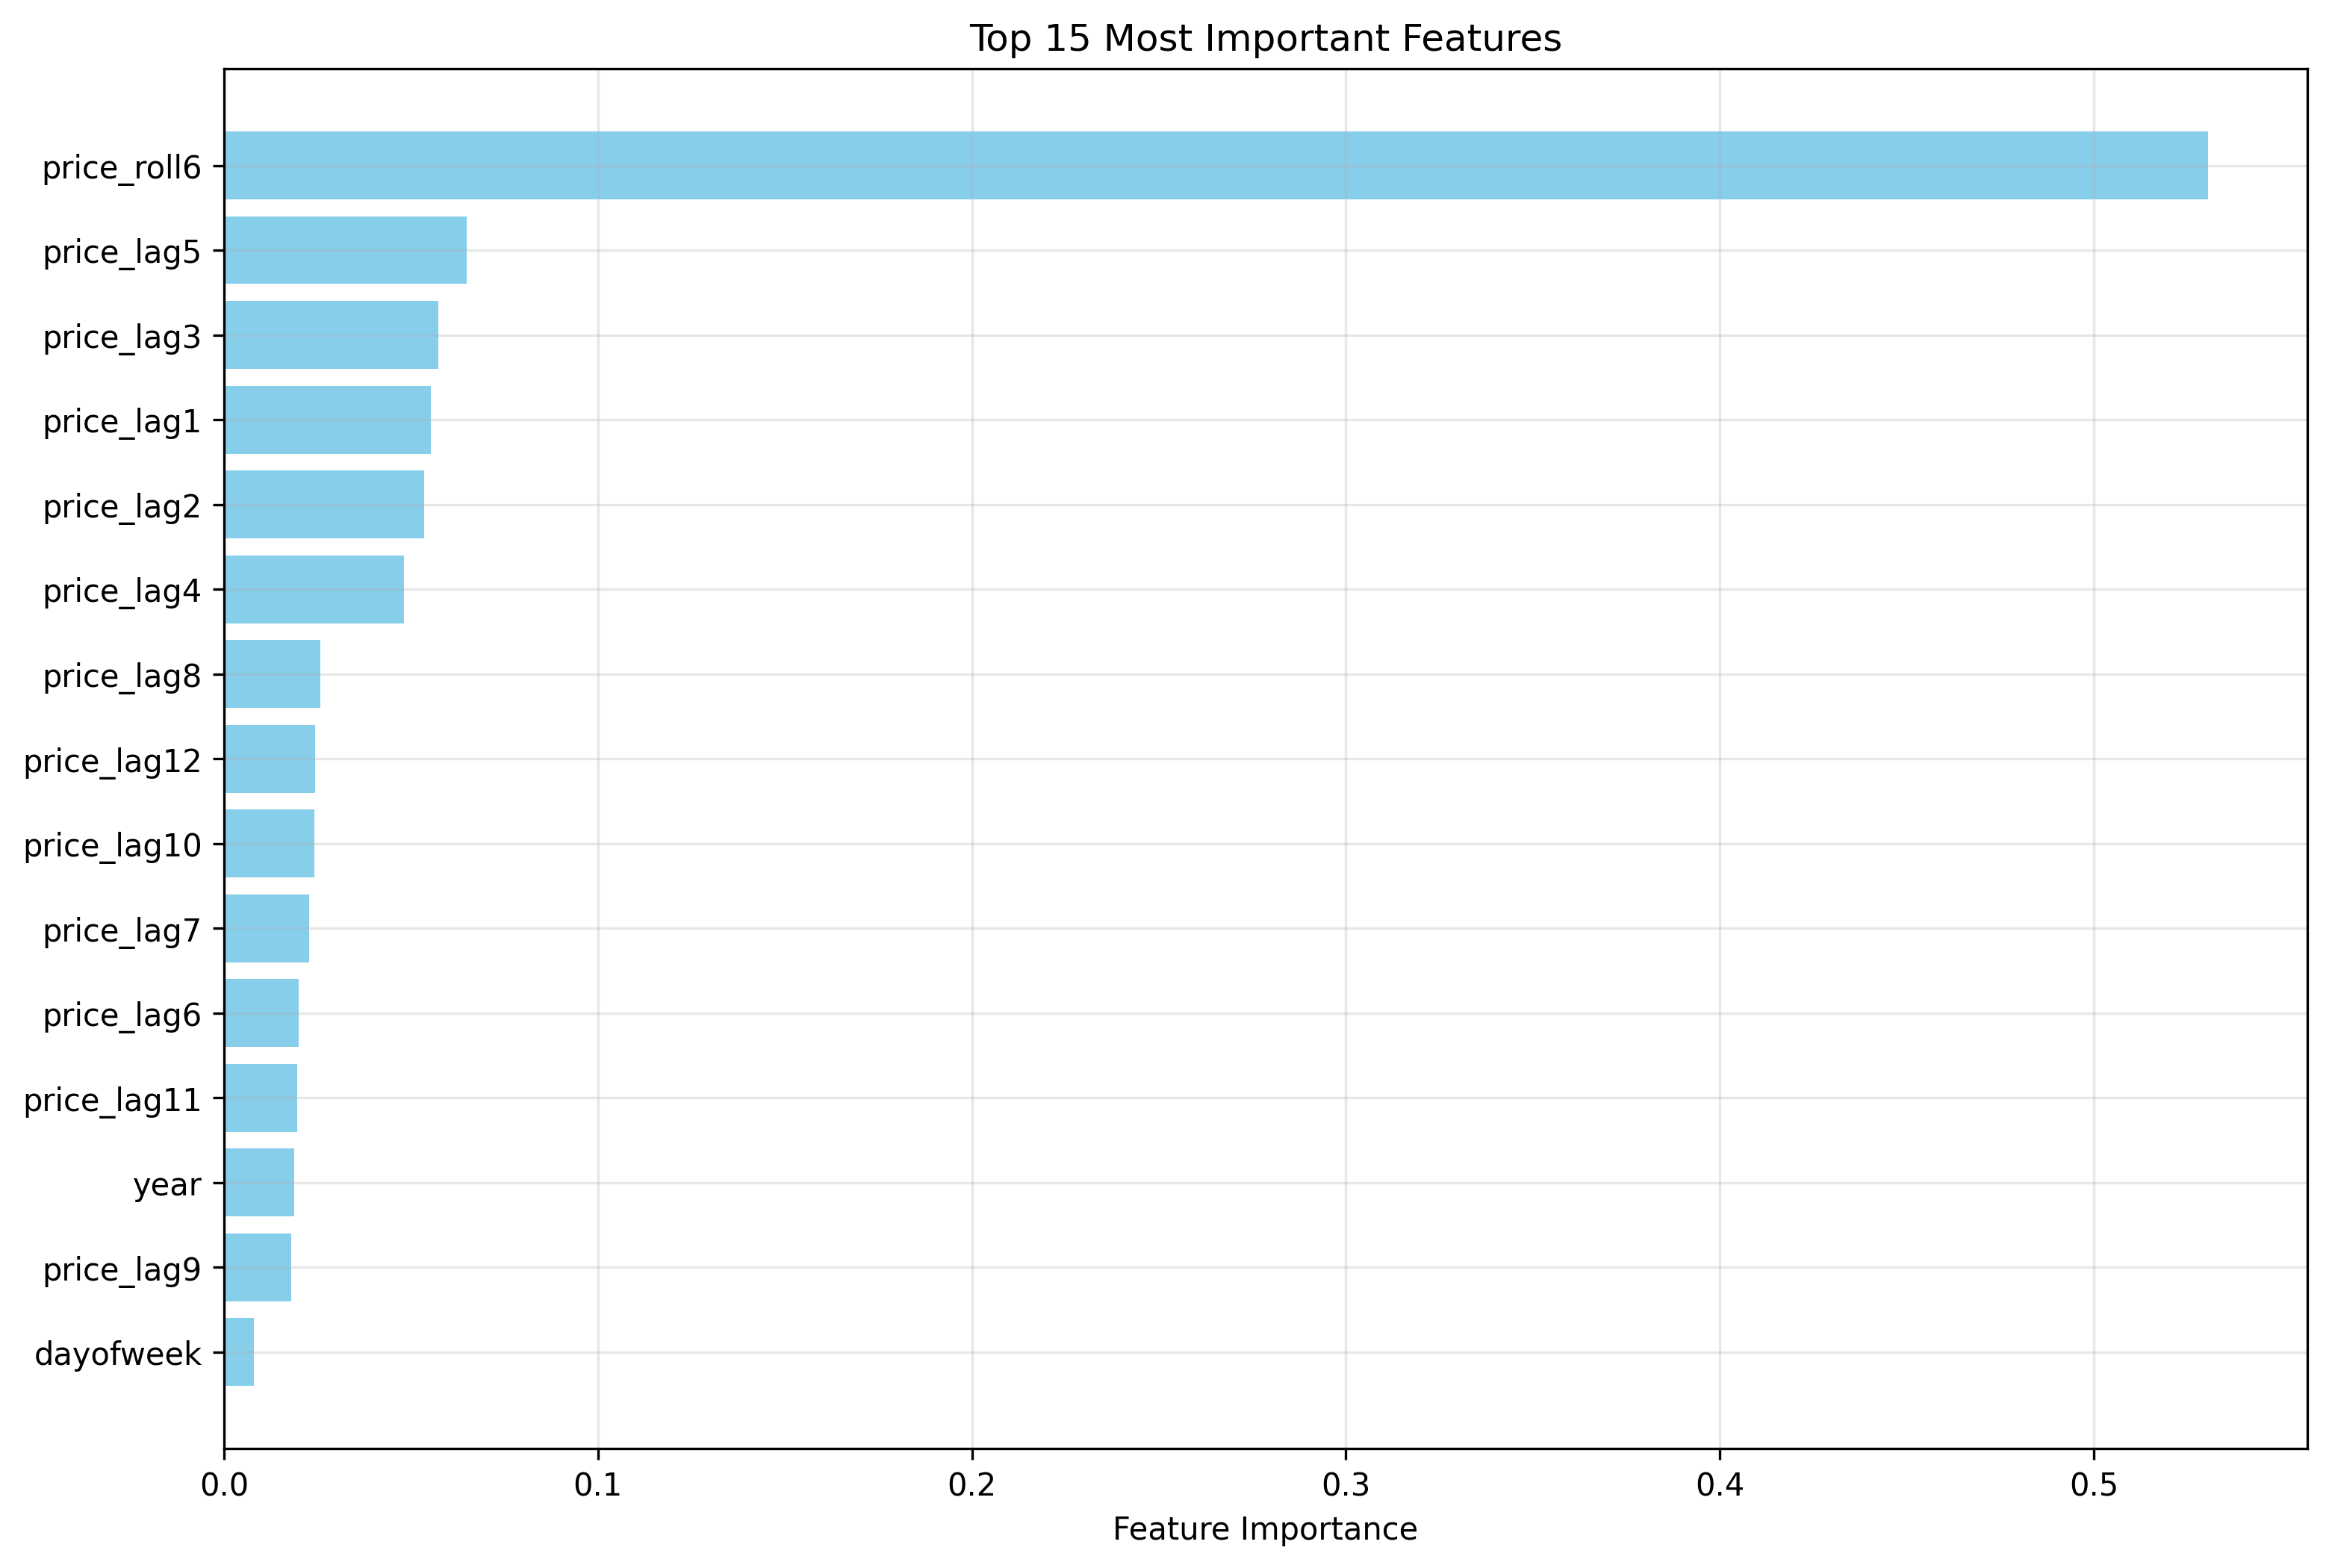 Top 15 Most Important Features
price_roll6
price_lag5
price_lag3
price_lag1
price_lag2
price_lag4
price_lag8
price_lag12
price_lag10
price_lag7
price_lag6
price_lag11
year
price_lag9
dayofweek
0.0 0.1 0.2 0.3 0.4 0.5
Feature Importance